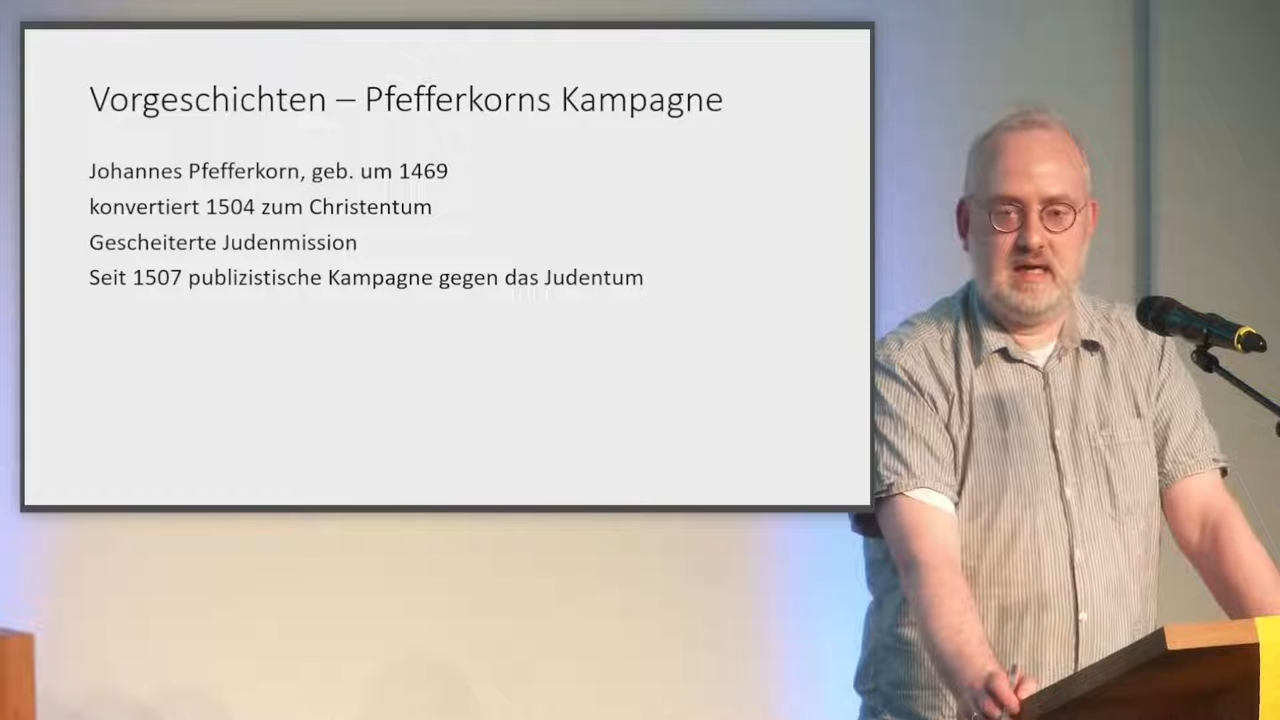 Vorgeschichten – Pfefferkorns Kampagne
Johannes Pfefferkorn, geb. um 1469
konvertiert 1504 zum Christentum
Gescheiterte Judenmission
Seit 1507 publizistische Kampagne gegen das Judentum